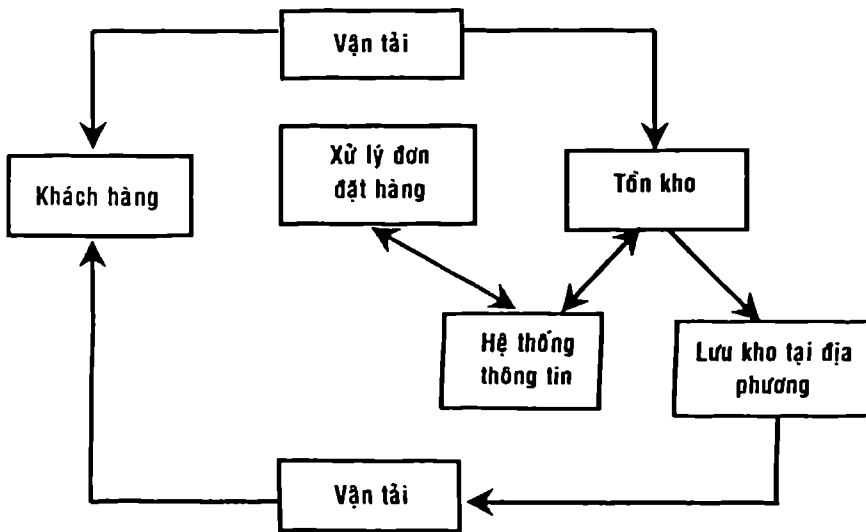 Vận tải
Khách hàng
Xử lý đơn
đặt hàng
Tồn kho
Hệ thống
thông tin
Lưu kho tại địa
phương
Vận tải